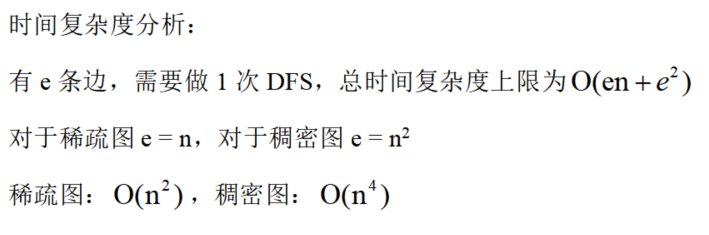 时间复杂度分析：
有 e 条边，需要做 1 次 DFS，总时间复杂度上限为 O(en + e²)
对于稀疏图 e = n，对于稠密图 e = n²
稀疏图： O(n²) ，稠密图： O(n⁴)